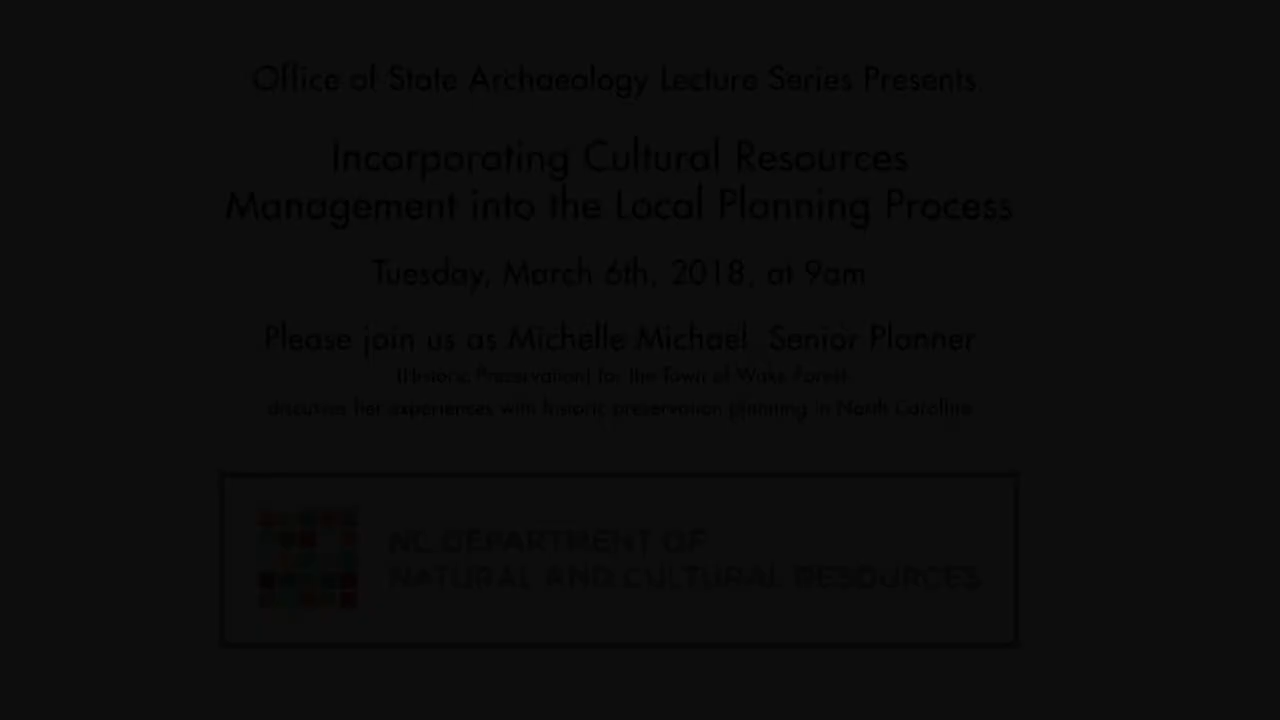 Office of State Archaeology Lecture Series Presents
Incorporating Cultural Resources
Management into the Local Planning Process
Tuesday, March 6th, 2018, at 9am
Please join us as Michelle Michael, Senior Planner
(Historic Preservation) for the Town of Wake Forest,
discusses her experiences with historic preservation planning in North Carolina
NC DEPARTMENT OF
NATURAL AND CULTURAL RESOURCES